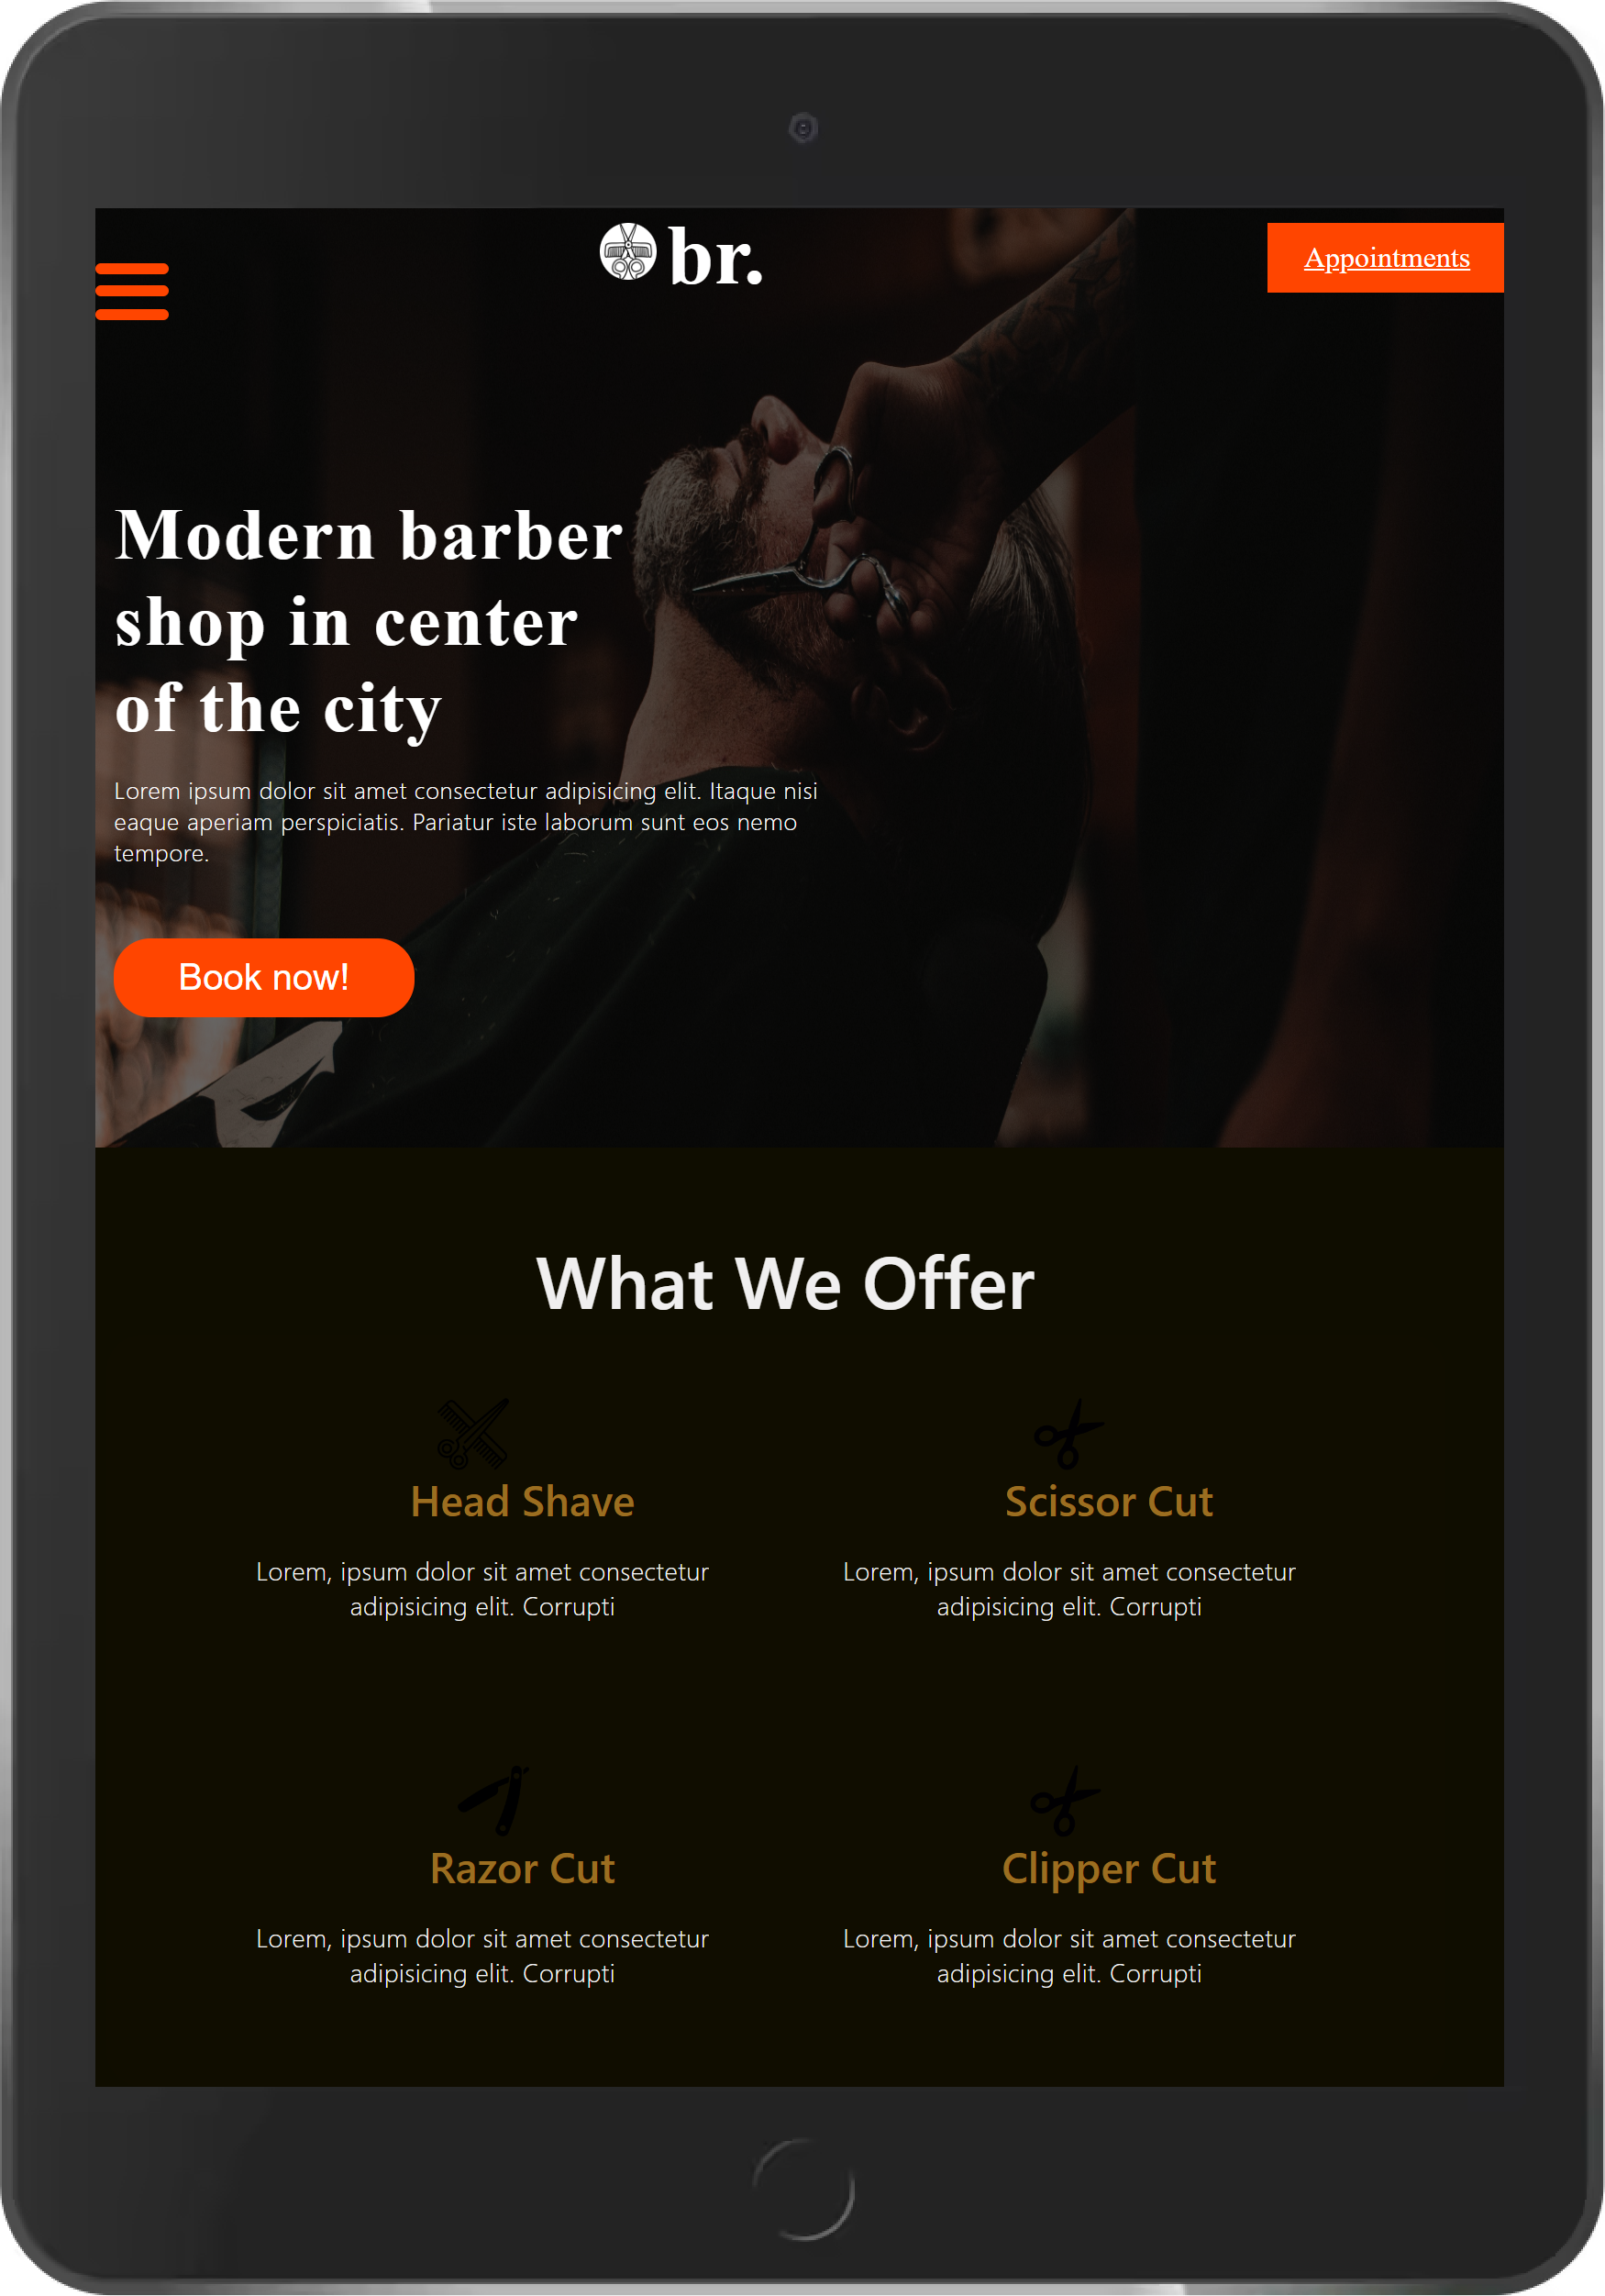 br.
Appointments
Modern barber
shop in center
of the city
Lorem ipsum dolor sit amet consectetur adipisicing elit. Itaque nisi
eaque aperiam perspiciatis. Pariatur iste laborum sunt eos nemo
tempore.
Book now!
What We Offer
Head Shave
Lorem, ipsum dolor sit amet consectetur
adipisicing elit. Corrupti
Scissor Cut
Lorem, ipsum dolor sit amet consectetur
adipisicing elit. Corrupti
Razor Cut
Lorem, ipsum dolor sit amet consectetur
adipisicing elit. Corrupti
Clipper Cut
Lorem, ipsum dolor sit amet consectetur
adipisicing elit. Corrupti